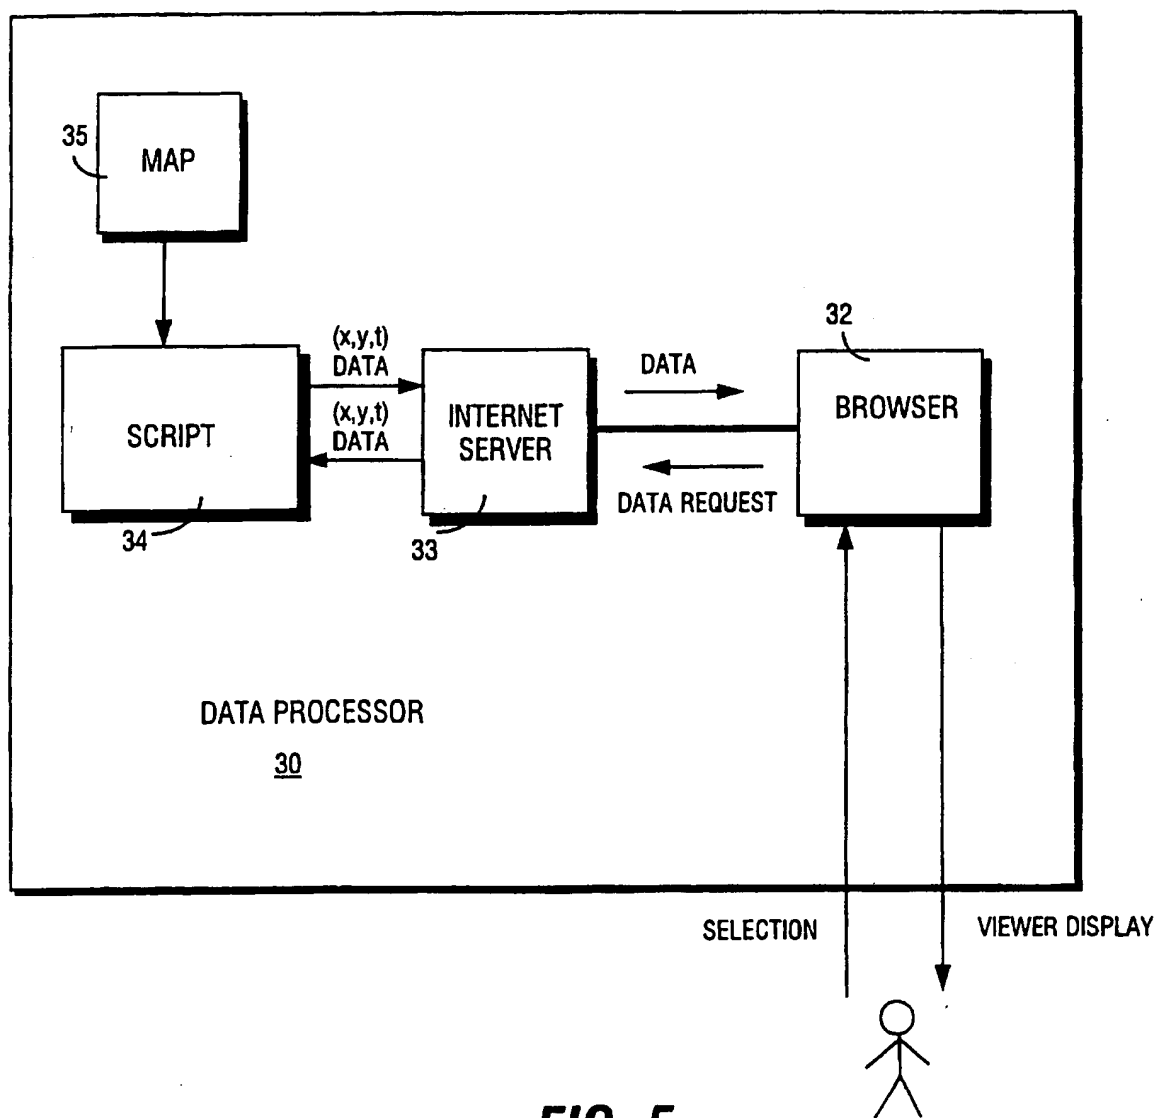 35
MAP
32
(x,y,t)
DATA
DATA
BROWSER
(x,y,t)
DATA
INTERNET
SERVER
SCRIPT
DATA REQUEST
34
33
DATA PROCESSOR
30
SELECTION
VIEWER DISPLAY